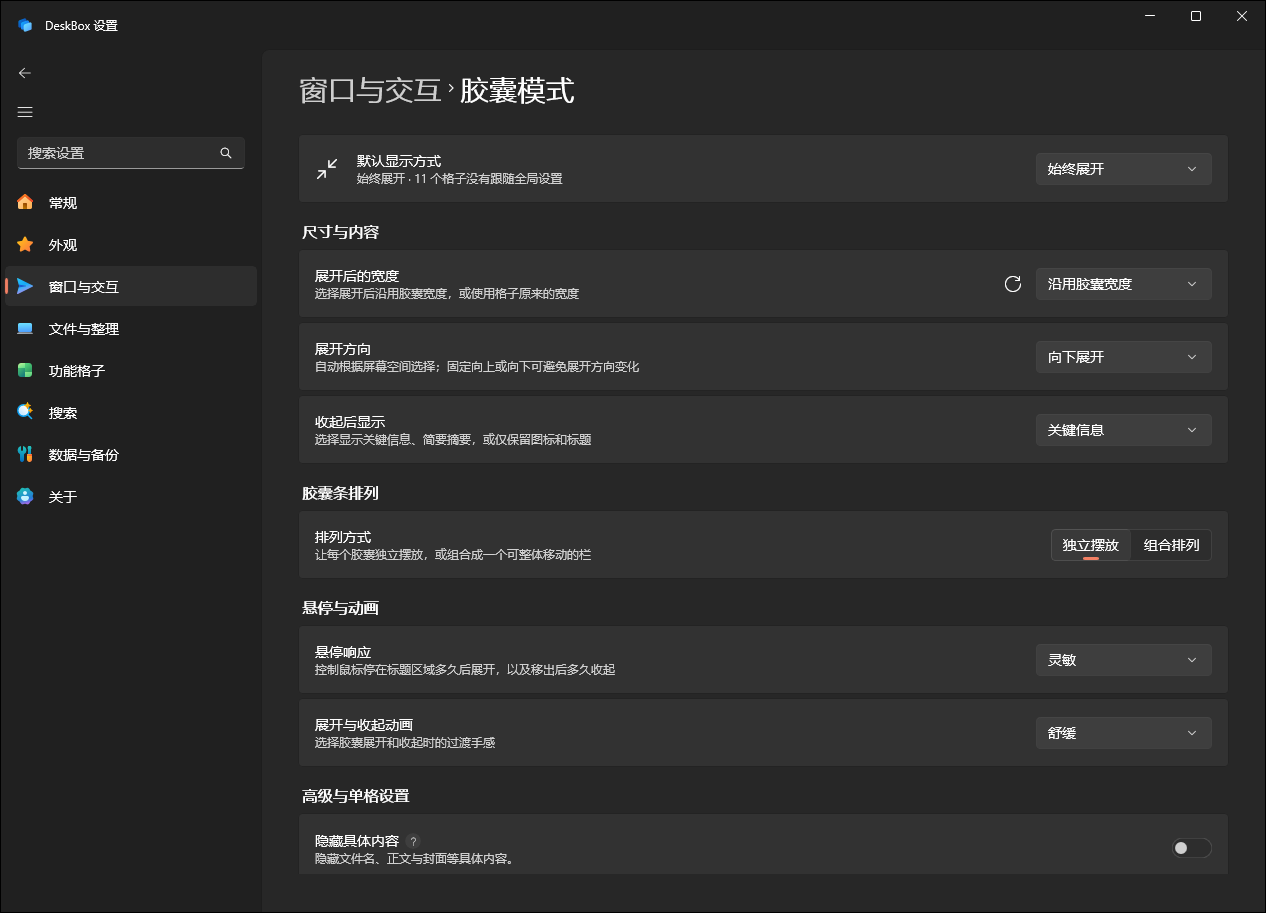 DeskBox 设置
搜索设置
常规
外观
窗口与交互
文件与整理
功能格子
搜索
数据与备份
关于
窗口与交互 › 胶囊模式
默认显示方式
始终展开 · 11 个格子没有跟随全局设置
始终展开
尺寸与内容
展开后的宽度
选择展开后沿用胶囊宽度，或使用格子原来的宽度
沿用胶囊宽度
展开方向
自动根据屏幕空间选择；固定向上或向下可避免展开方向变化
向下展开
收起后显示
选择显示关键信息、简要摘要，或仅保留图标和标题
关键信息
胶囊条排列
排列方式
让每个胶囊独立摆放，或组合成一个可整体移动的栏
独立摆放 组合排列
悬停与动画
悬停响应
控制鼠标停在标题区域多久后展开，以及移出后多久收起
灵敏
展开与收起动画
选择胶囊展开和收起时的过渡手感
舒缓
高级与单格设置
隐藏具体内容 ?
隐藏文件名、正文与封面等具体内容。